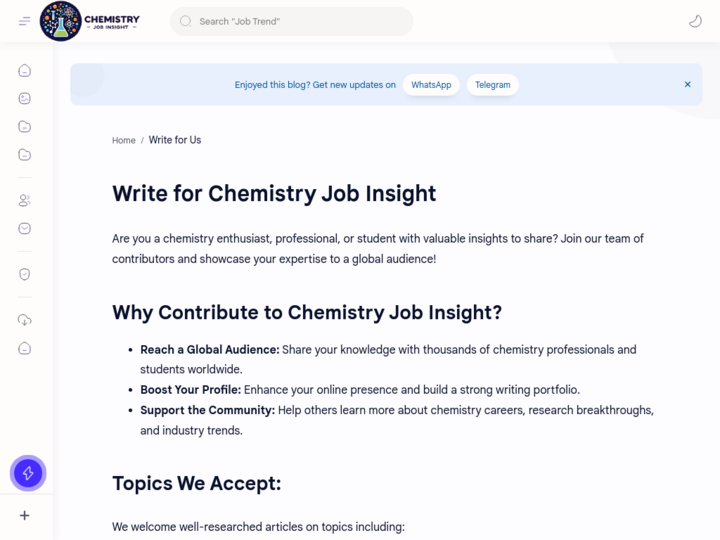 CHEMISTRY
JOB INSIGHT
Search "Job Trend"
Enjoyed this blog? Get new updates on WhatsApp Telegram
Home / Write for Us
Write for Chemistry Job Insight
Are you a chemistry enthusiast, professional, or student with valuable insights to share? Join our team of
contributors and showcase your expertise to a global audience!
Why Contribute to Chemistry Job Insight?
• Reach a Global Audience: Share your knowledge with thousands of chemistry professionals and
students worldwide.
• Boost Your Profile: Enhance your online presence and build a strong writing portfolio.
• Support the Community: Help others learn more about chemistry careers, research breakthroughs,
and industry trends.
Topics We Accept:
We welcome well-researched articles on topics including: